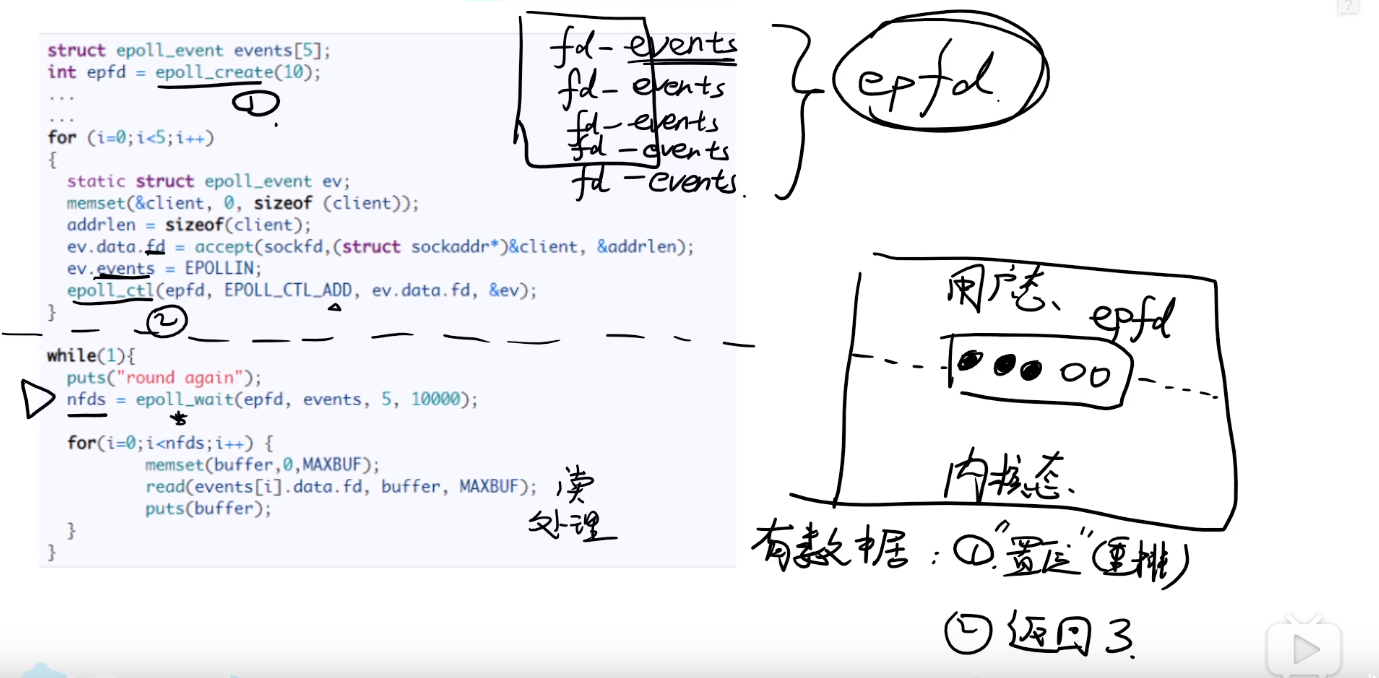 struct epoll_event events[5];
int epfd = epoll_create(10);
①
...
...
for (i=0;i<5;i++)
{
static struct epoll_event ev;
memset(&client, 0, sizeof (client));
addrlen = sizeof(client);
ev.data.fd = accept(sockfd,(struct sockaddr*)&client, &addrlen);
ev.events = EPOLLIN;
epoll_ctl(epfd, EPOLL_CTL_ADD, ev.data.fd, &ev);
}
②
while(1){
puts("round again");
nfds = epoll_wait(epfd, events, 5, 10000);
for(i=0;i<nfds;i++) {
memset(buffer,0,MAXBUF);
read(events[i].data.fd, buffer, MAXBUF);
puts(buffer);
}
}
读
处理
fd-events
fd-events
fd-events
fd-events
fd-events.
epfd
用户态、
epfd
内核态、
有数据:①."置位"(重排)
②返回3.